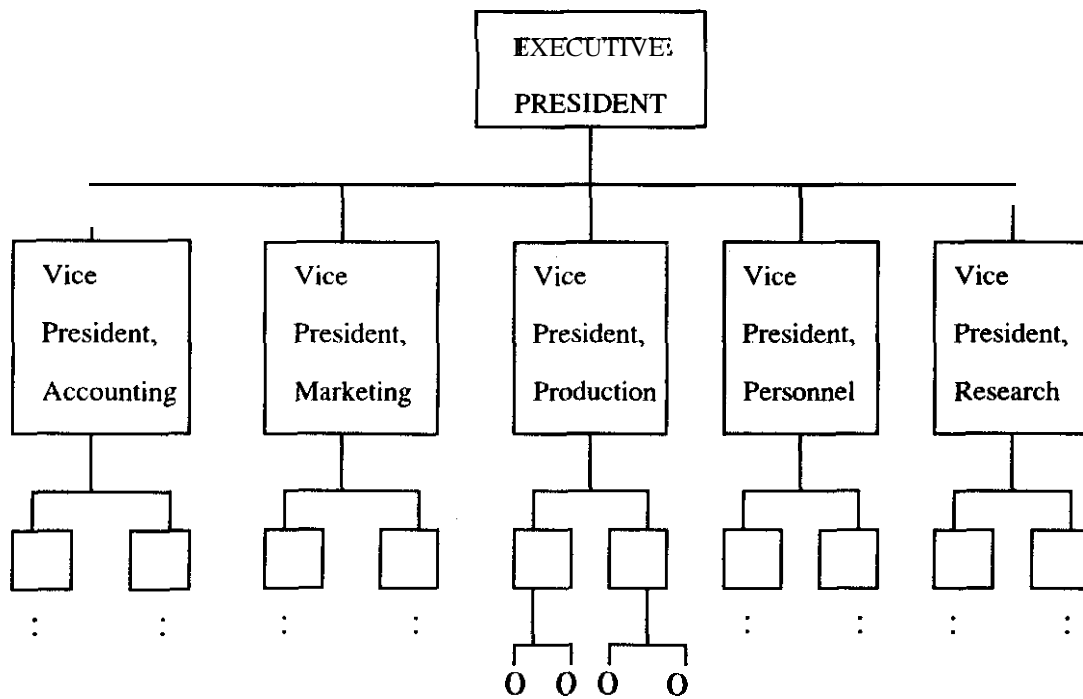 EXECUTIVE
PRESIDENT
Vice
President,
Accounting
Vice
President,
Marketing
Vice
President,
Production
Vice
President,
Personnel
Vice
President,
Research
: : : : : : : :
O O O O